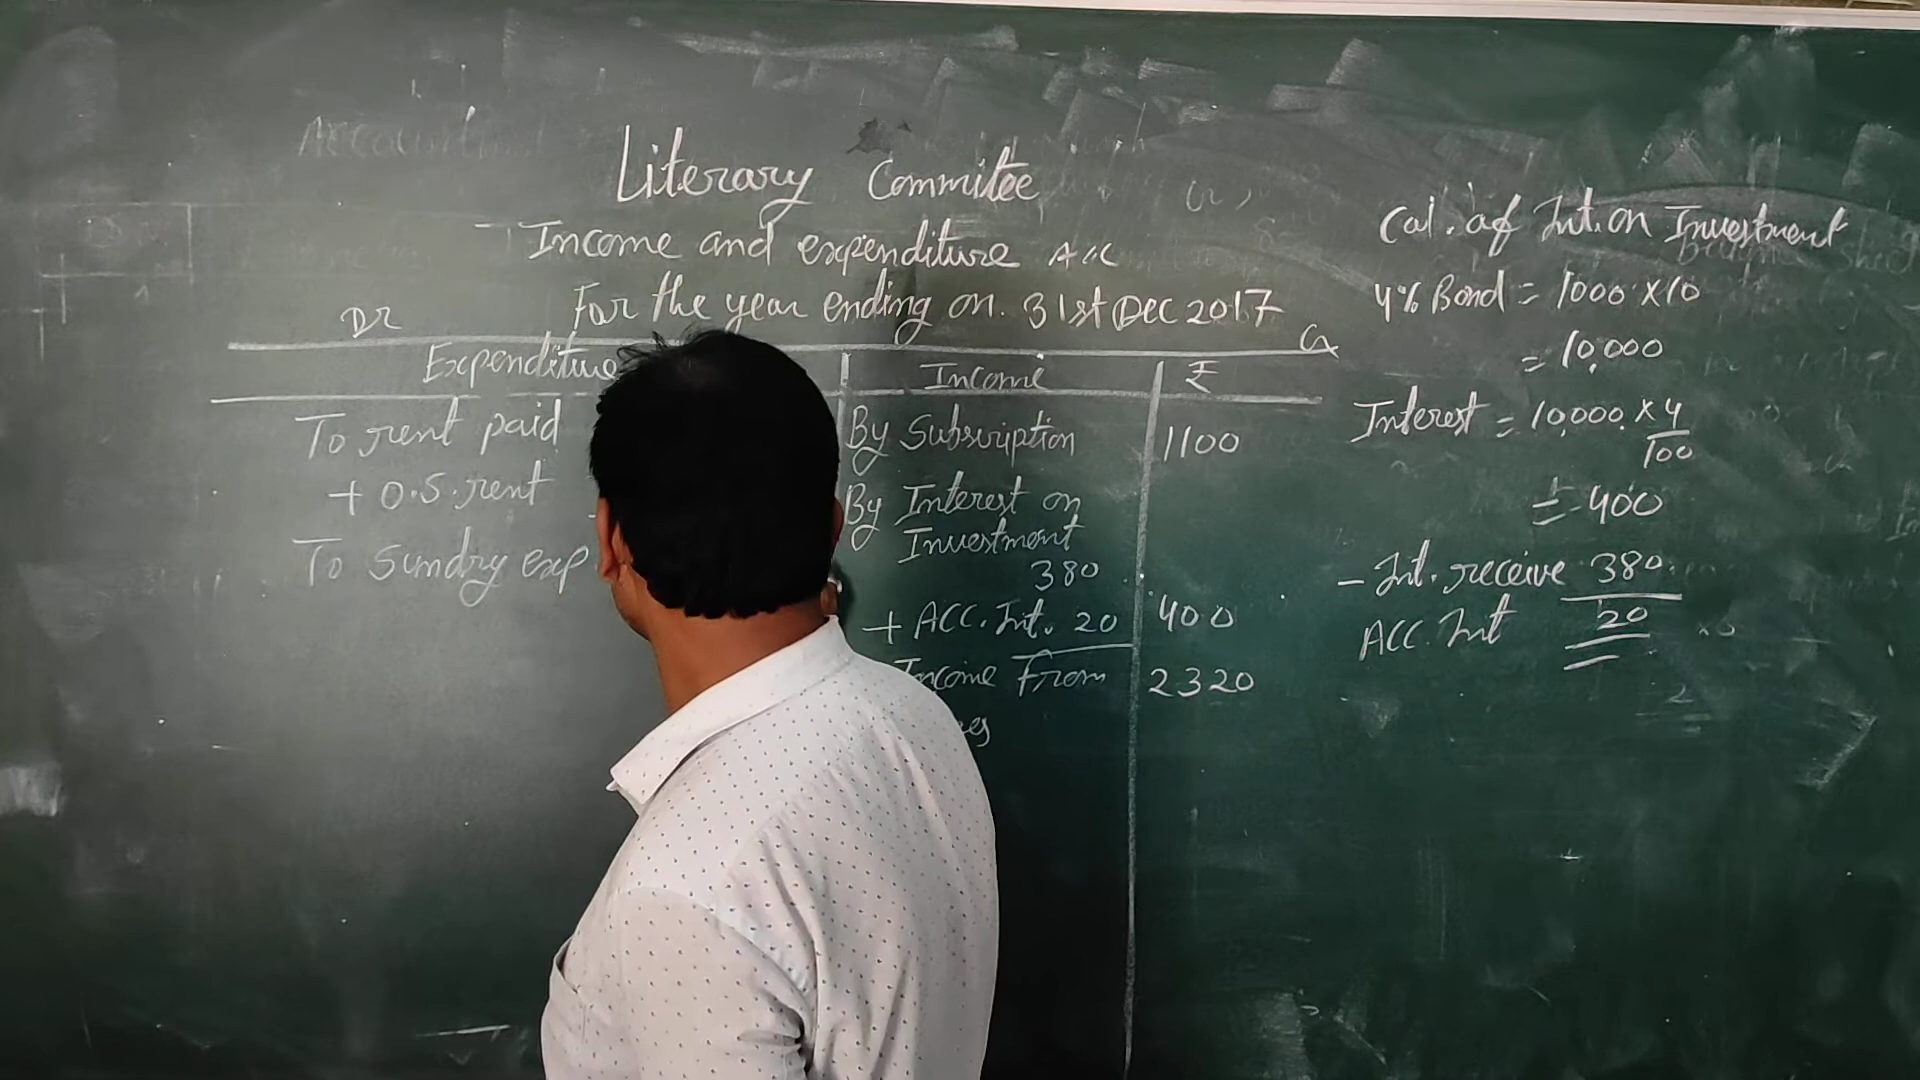 Literary Commitee
Income and expenditure A/C
For the year ending on. 31st Dec 2017
Dr
Cr
Expenditure
Income ₹
To rent paid
+ O.S. rent
To Sundry exp
By Subscription 1100
By Interest on
Investment
380
+ ACC. Int. 20 400
Income From 2320
Cal. of Int. on Investment
4% Bond = 1000 X 10
= 10,000
Interest = 10,000 X 4
100
= 400
- Int. receive 380
ACC. Int 20